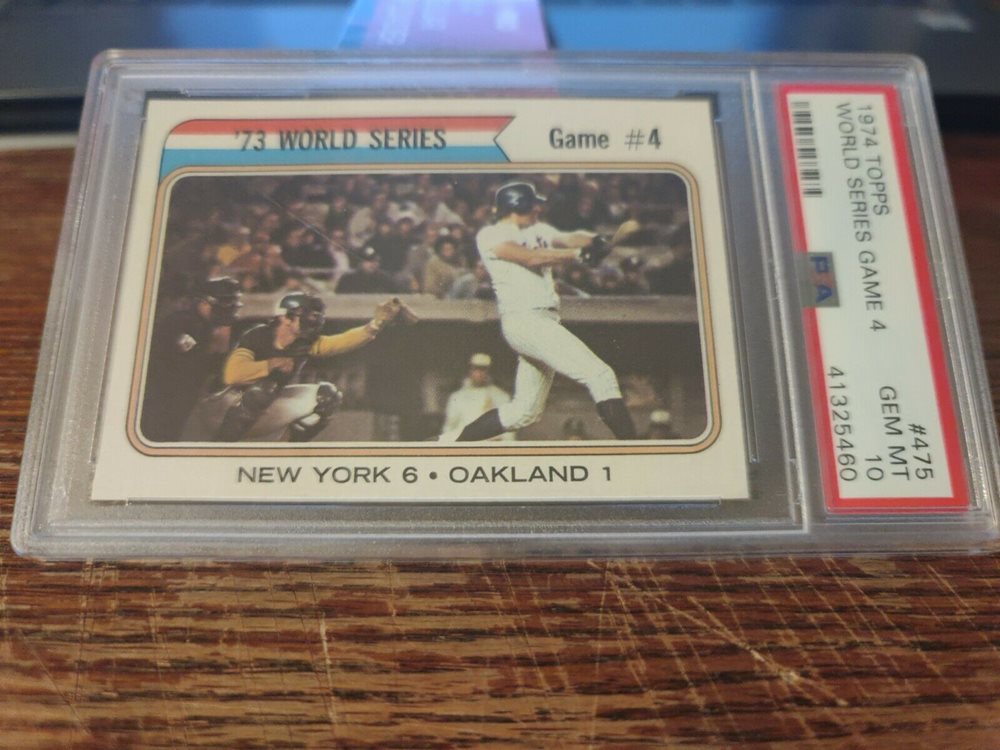 '73 WORLD SERIES
Game #4
NEW YORK 6 • OAKLAND 1
1974 TOPPS
#475
WORLD SERIES GAME 4
GEM MT
10
PSA
41325460